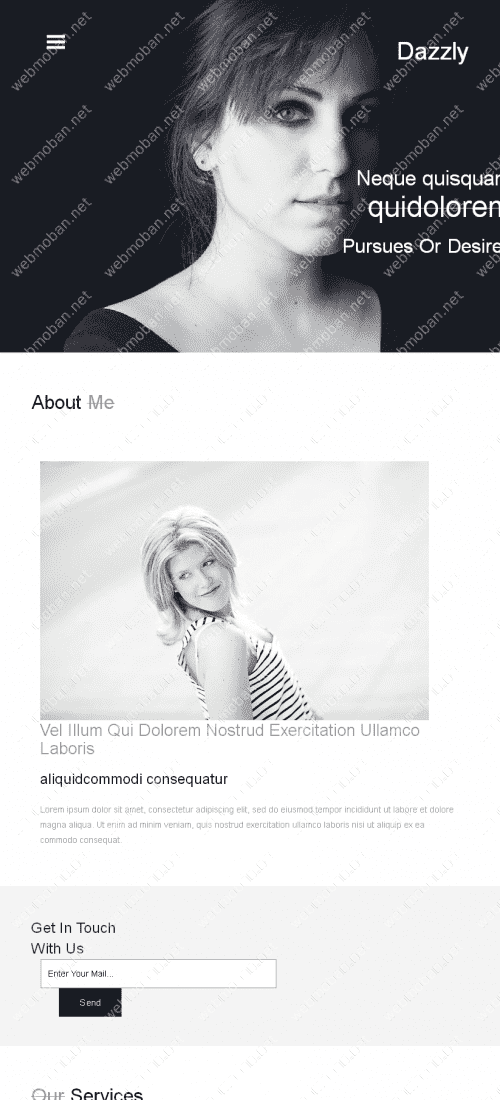 Dazzly
Neque quisquar
quidolorem
Pursues Or Desire
About Me
Vel Illum Qui Dolorem Nostrud Exercitation Ullamco
Laboris
aliquidcommodi consequatur
Lorem ipsum dolor sit amet, consectetur adipiscing elit, sed do eiusmod tempor incididunt ut labore et dolore
magna aliqua. Ut enim ad minim veniam, quis nostrud exercitation ullamco laboris nisi ut aliquip ex ea
commodo consequat.
Get In Touch
With Us
Enter Your Mail...
Send
Our Services
webmoban.net